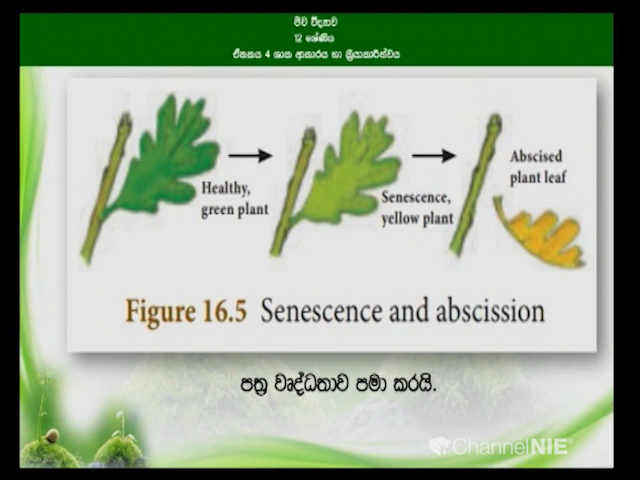 ජීව විද්‍යාව
12 ශ්‍රේණිය
ඒකකය 4 ශාක ආකාරය හා ක්‍රියාකාරිත්වය
Healthy,
green plant
Senescence,
yellow plant
Abscised
plant leaf
Figure 16.5 Senescence and abscission
පත්‍ර වෘද්ධතාව පමා කරයි.
ChannelNIE